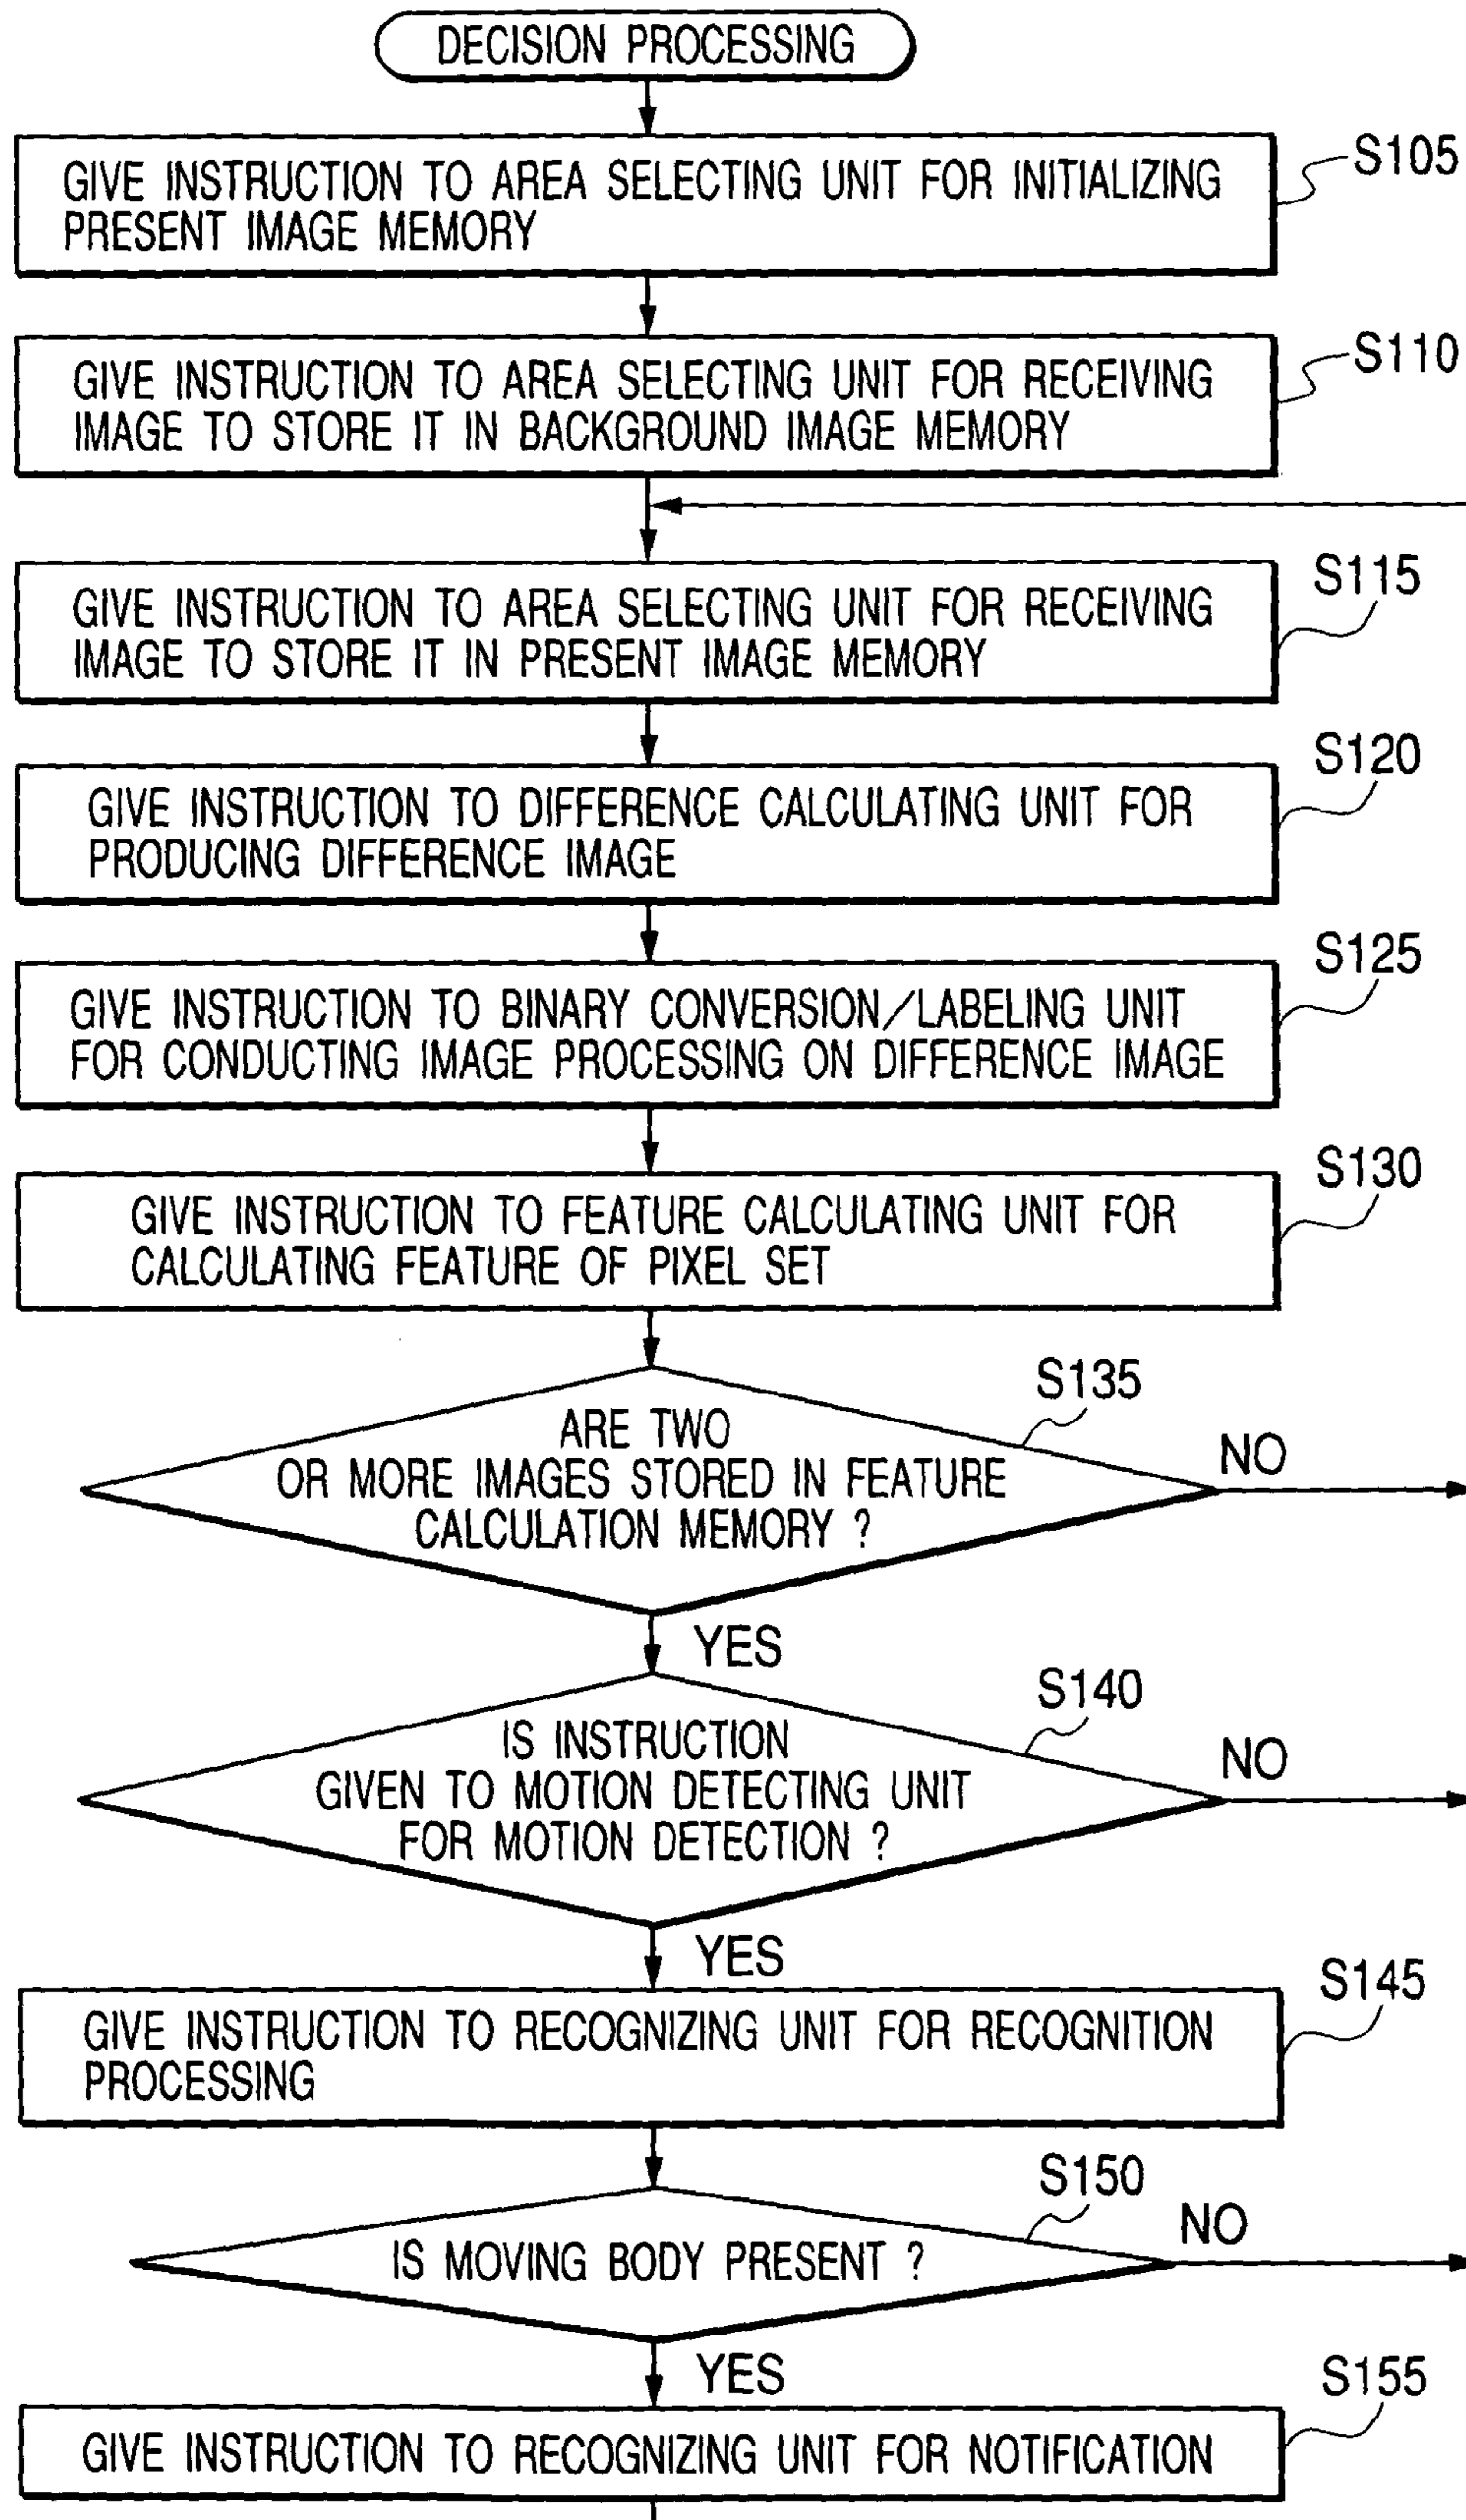 DECISION PROCESSING
GIVE INSTRUCTION TO AREA SELECTING UNIT FOR INITIALIZING
PRESENT IMAGE MEMORY
S105
GIVE INSTRUCTION TO AREA SELECTING UNIT FOR RECEIVING
IMAGE TO STORE IT IN BACKGROUND IMAGE MEMORY
S110
GIVE INSTRUCTION TO AREA SELECTING UNIT FOR RECEIVING
IMAGE TO STORE IT IN PRESENT IMAGE MEMORY
S115
GIVE INSTRUCTION TO DIFFERENCE CALCULATING UNIT FOR
PRODUCING DIFFERENCE IMAGE
S120
GIVE INSTRUCTION TO BINARY CONVERSION/LABELING UNIT
FOR CONDUCTING IMAGE PROCESSING ON DIFFERENCE IMAGE
S125
GIVE INSTRUCTION TO FEATURE CALCULATING UNIT FOR
CALCULATING FEATURE OF PIXEL SET
S130
ARE TWO
OR MORE IMAGES STORED IN FEATURE
CALCULATION MEMORY ?
S135
NO
YES
IS INSTRUCTION
GIVEN TO MOTION DETECTING UNIT
FOR MOTION DETECTION ?
S140
NO
YES
GIVE INSTRUCTION TO RECOGNIZING UNIT FOR RECOGNITION
PROCESSING
S145
IS MOVING BODY PRESENT ?
S150
NO
YES
GIVE INSTRUCTION TO RECOGNIZING UNIT FOR NOTIFICATION
S155